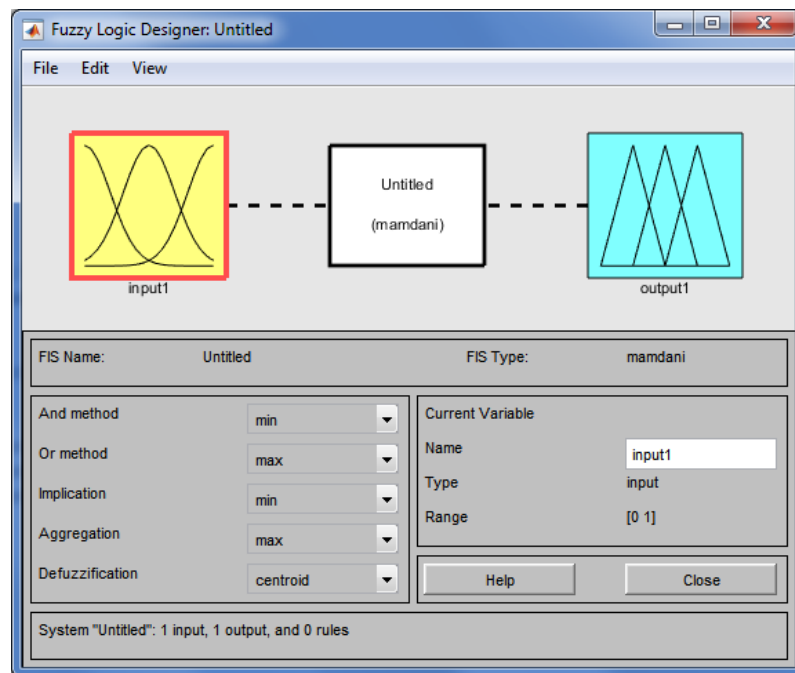 Fuzzy Logic Designer: Untitled
File Edit View
Untitled
(mamdani)
input1
output1
FIS Name: Untitled FIS Type: mamdani
And method min
Or method max
Implication min
Aggregation max
Defuzzification centroid
Current Variable
Name input1
Type input
Range [0 1]
Help Close
System "Untitled": 1 input, 1 output, and 0 rules